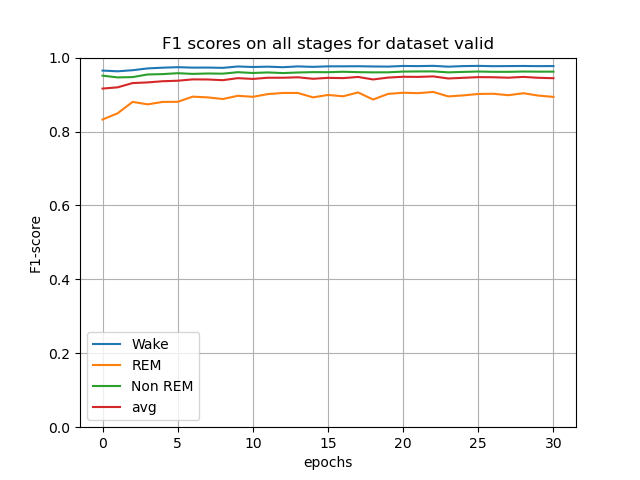 F1 scores on all stages for dataset valid
1.0
0.8
0.6
0.4
0.2
0.0
F1-score
Wake
REM
Non REM
avg
0 5 10 15 20 25 30
epochs